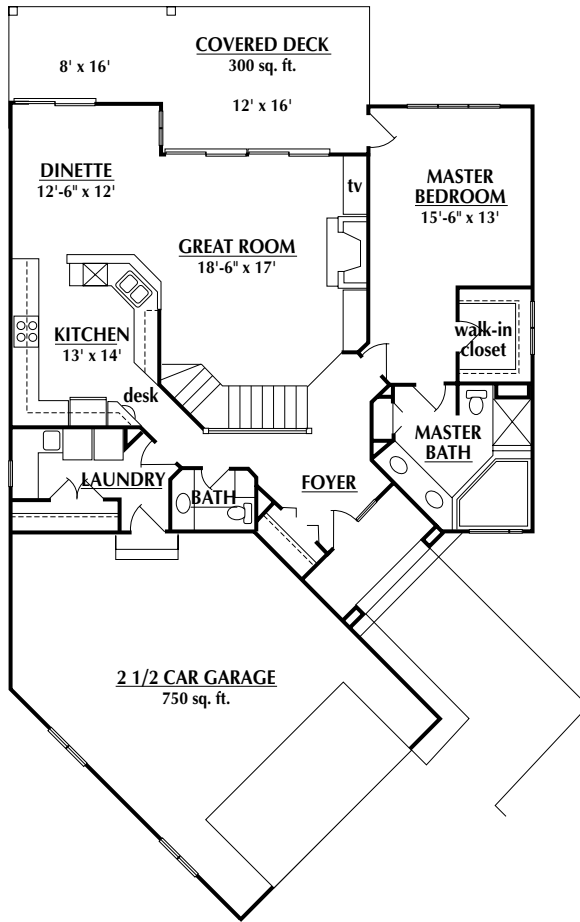 COVERED DECK
300 sq. ft.
8' x 16'
12' x 16'
DINETTE
12'-6" x 12'
tv
MASTER
BEDROOM
15'-6" x 13'
GREAT ROOM
18'-6" x 17'
KITCHEN
13' x 14'
walk-in
closet
desk
MASTER
BATH
LAUNDRY
BATH
FOYER
2 1/2 CAR GARAGE
750 sq. ft.